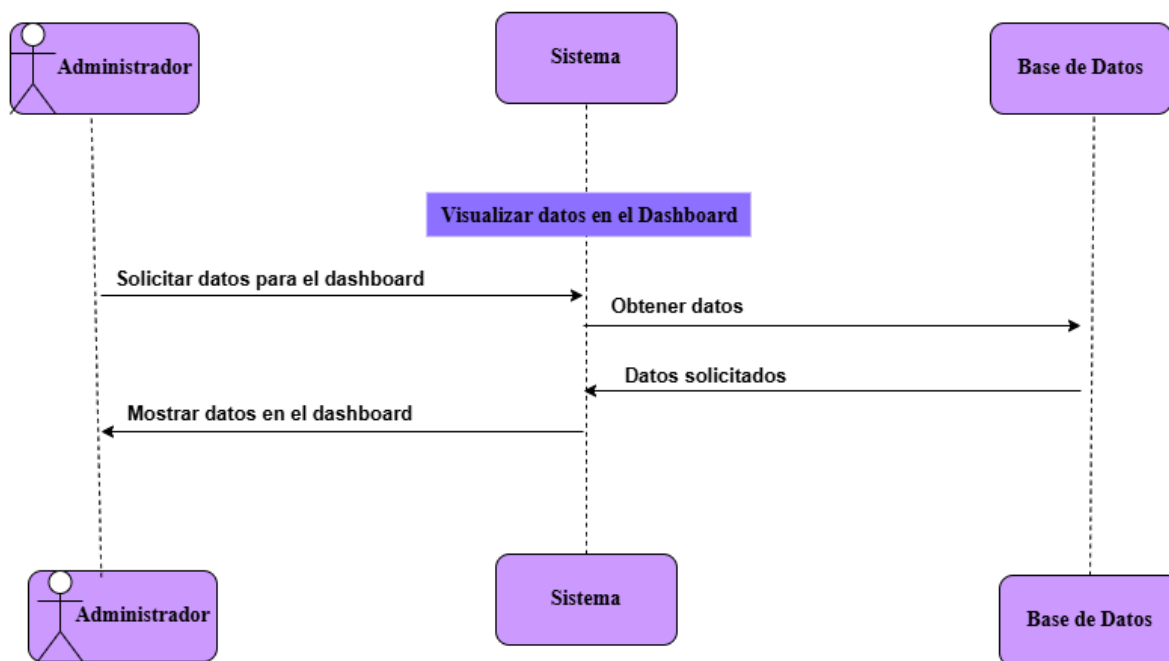 Administrador
Sistema
Base de Datos
Visualizar datos en el Dashboard
Solicitar datos para el dashboard
Obtener datos
Datos solicitados
Mostrar datos en el dashboard
Administrador
Sistema
Base de Datos